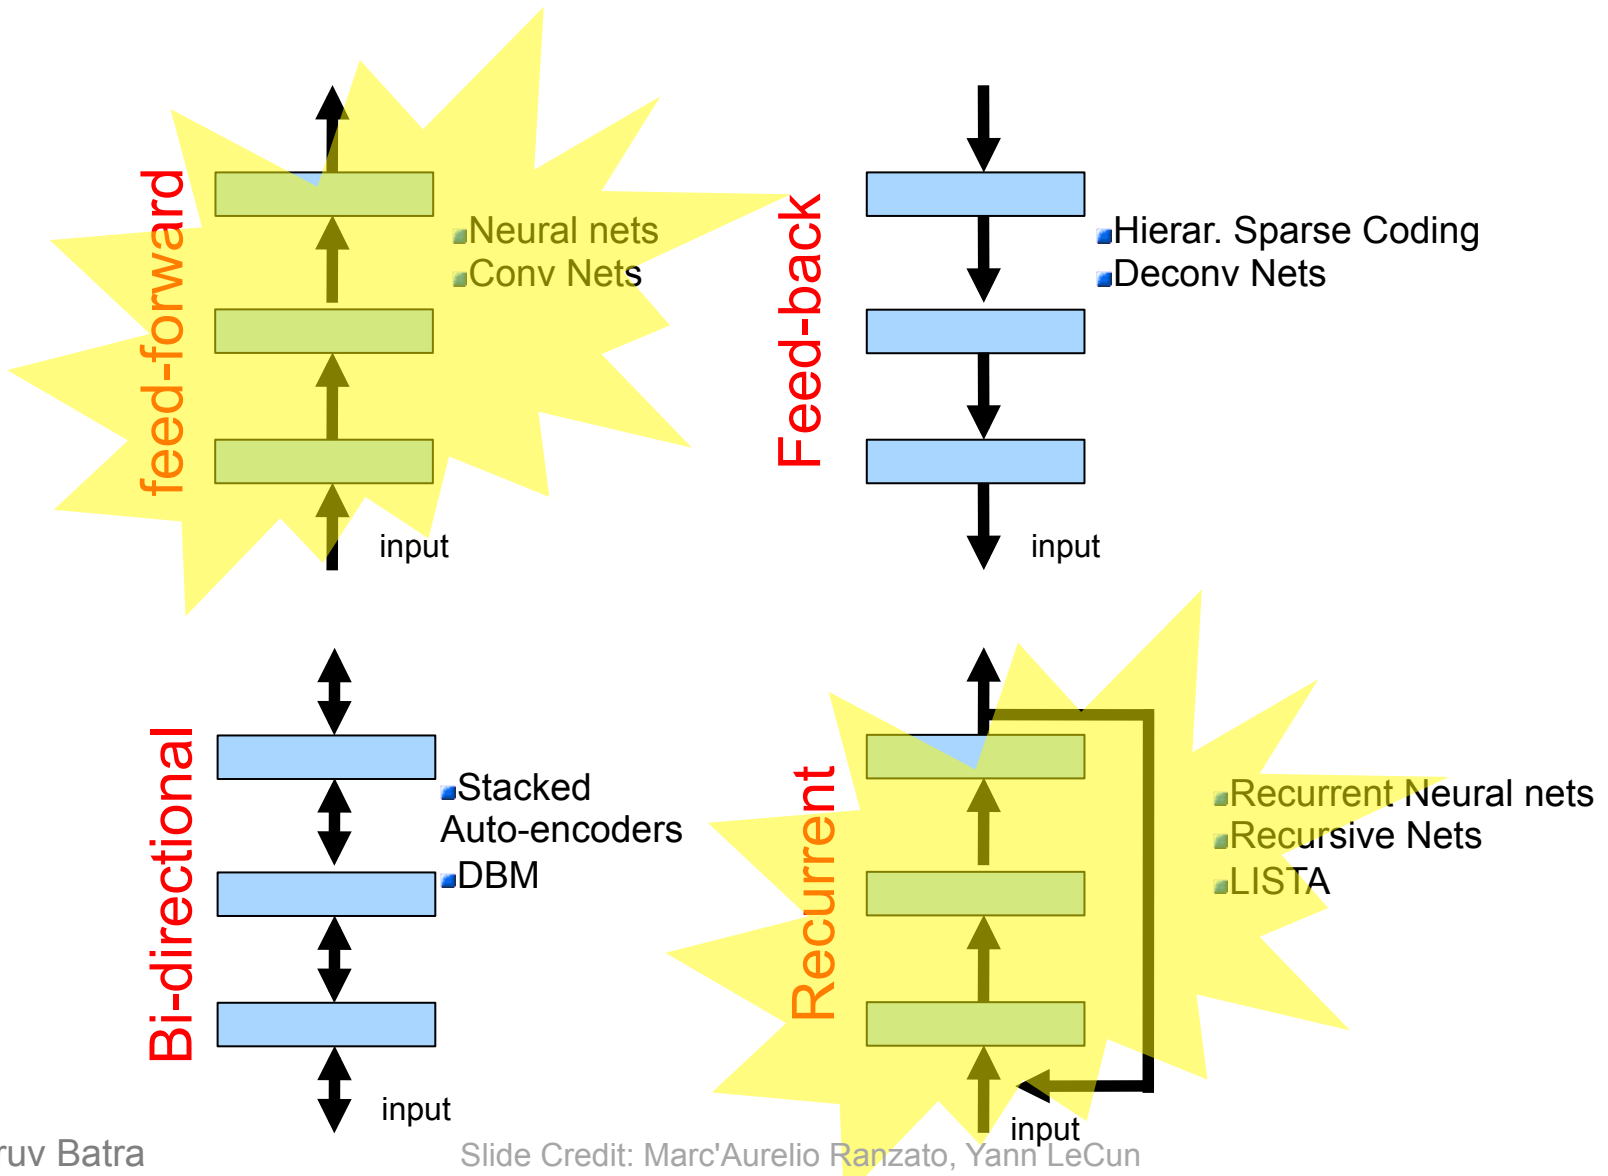 feed-forward
Neural nets
Conv Nets
input
Feed-back
Hierar. Sparse Coding
Deconv Nets
input
Bi-directional
Stacked
Auto-encoders
DBM
input
Recurrent
Recurrent Neural nets
Recursive Nets
LISTA
input
ruv Batra
Slide Credit: Marc'Aurelio Ranzato, Yann LeCun